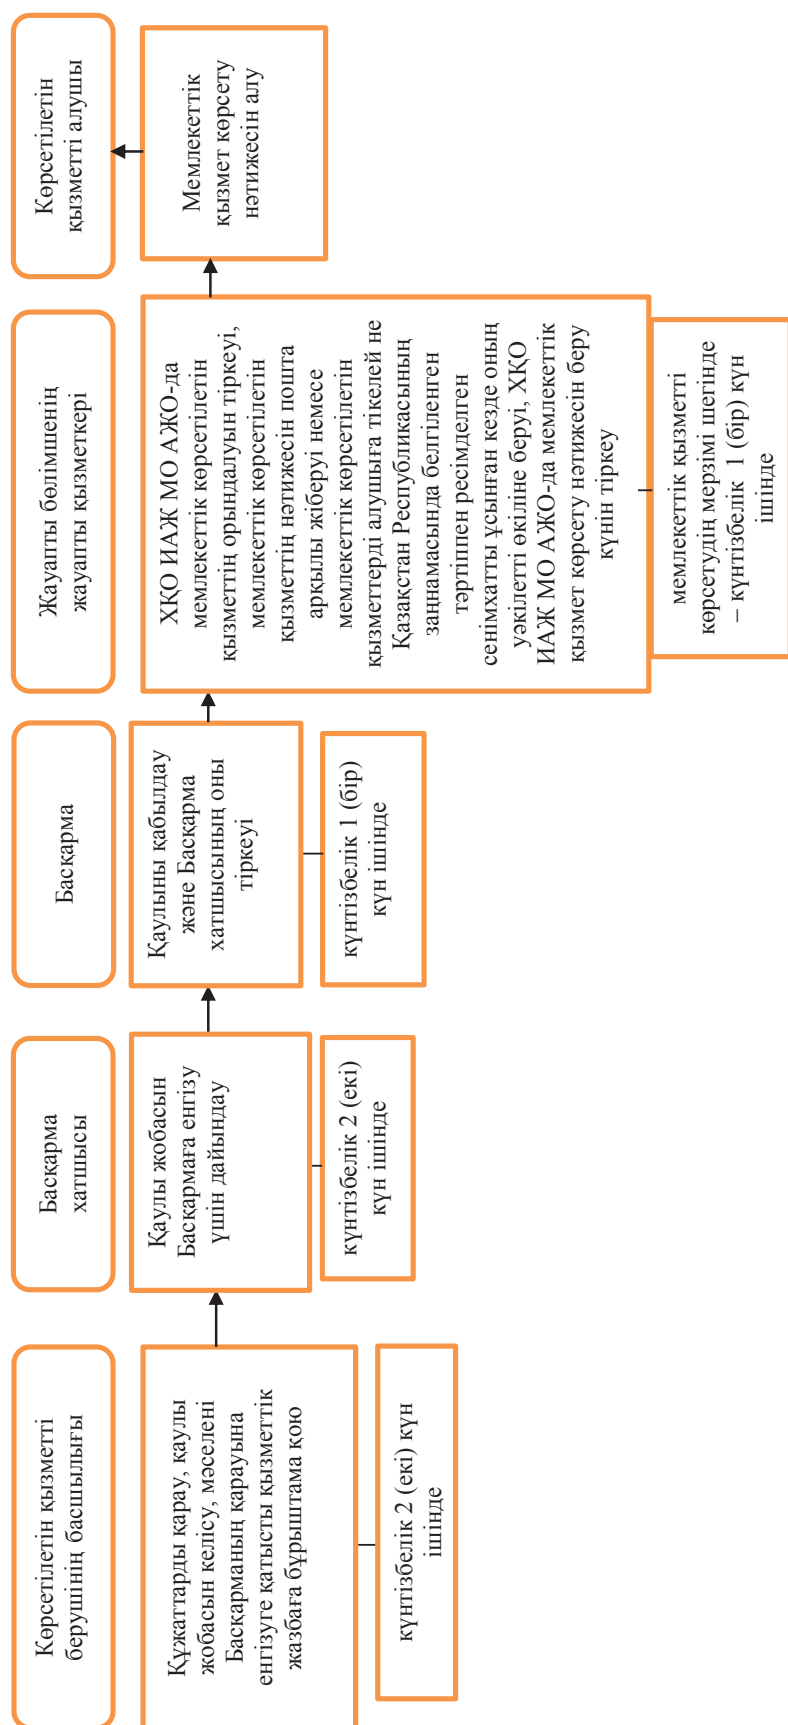 Көрсетілетін қызметті
берушінің басшылығы
Құжаттарды қарау, қаулы
жобасын келісу, мәселені
Басқарманың қарауына
енгізуге қатысты қызметтік
жазбаға бұрыштама қою
күнтізбелік 2 (екі) күн
ішінде
Басқарма
хатшысы
Қаулы жобасын
Басқармаға енгізу
үшін дайындау
күнтізбелік 2 (екі)
күн ішінде
Басқарма
Қаулыны қабылдау
және Басқарма
хатшысының оны
тіркеуі
күнтізбелік 1 (бір)
күн ішінде
Жауапты бөлімшенің
жауапты қызметкері
ХҚО ИАЖ МО АЖО-да
мемлекеттік көрсетілетін
қызметтің орындалуын тіркеуі,
мемлекеттік көрсетілетін
қызметтің нәтижесін пошта
арқылы жіберуі немесе
мемлекеттік көрсетілетін
қызметтерді алушыға тікелей не
Қазақстан Республикасының
заңнамасында белгіленген
тәртіппен ресімделген
сенімхатты ұсынған кезде оның
уәкілетті өкіліне беруі, ХҚО
ИАЖ МО АЖО-да мемлекеттік
қызмет көрсету нәтижесін беру
күнін тіркеу
мемлекеттік қызметті
көрсетудің мерзімі шегінде
– күнтізбелік 1 (бір) күн
ішінде
Көрсетілетін
қызметті алушы
Мемлекеттік
қызмет көрсету
нәтижесін алу